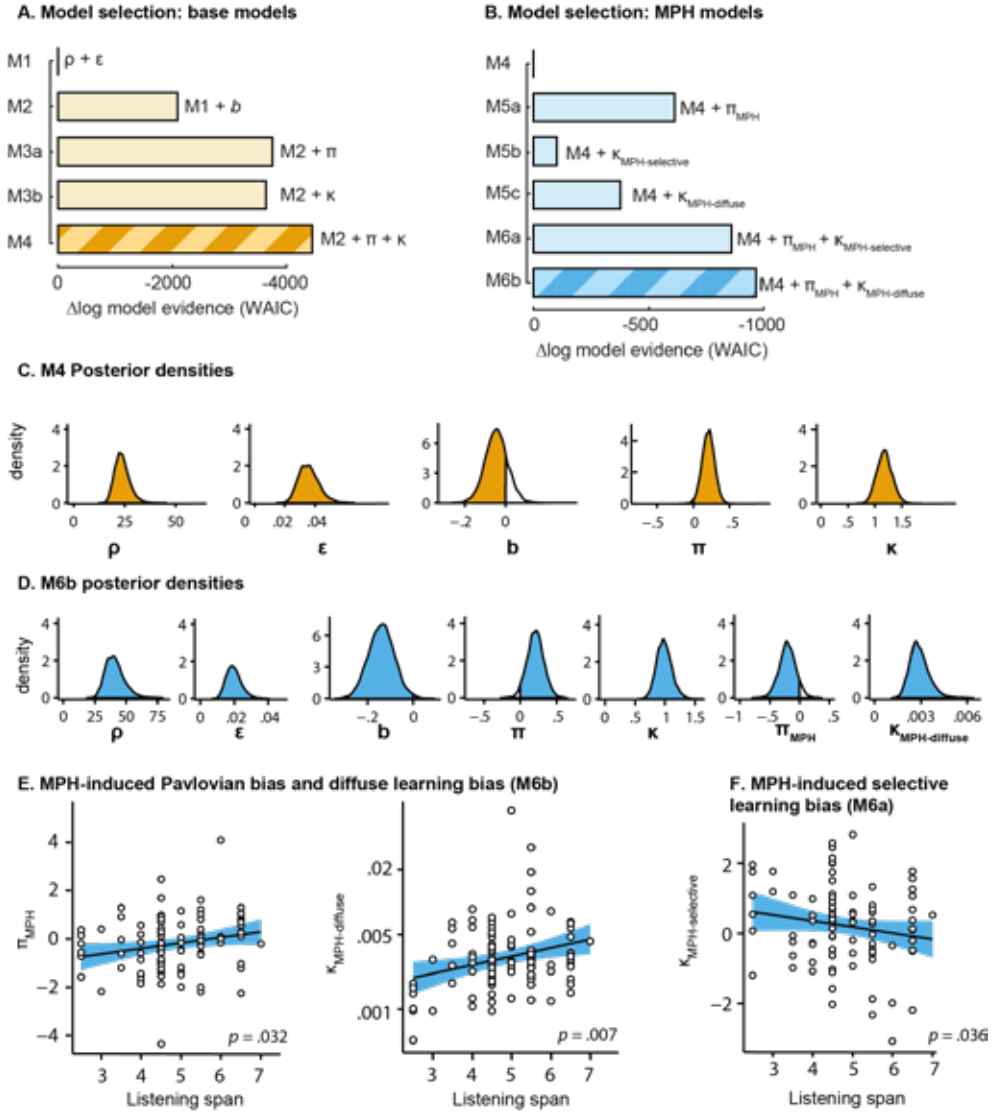 A. Model selection: base models
M1 ρ + ε
M2 M1 + b
M3a M2 + π
M3b M2 + κ
M4 M2 + π + κ
0 -2000 -4000
Δlog model evidence (WAIC)
B. Model selection: MPH models
M4
M5a M4 + πMPH
M5b M4 + κMPH-selective
M5c M4 + κMPH-diffuse
M6a M4 + πMPH + κMPH-selective
M6b M4 + πMPH + κMPH-diffuse
0 -500 -1000
Δlog model evidence (WAIC)
C. M4 Posterior densities
density
4 2 0
0 25 50
ρ
4 2 0
0 .02 .04
ε
6 3 0
-.2 0
b
4 2 0
-.5 0 .5
π
4 2 0
0 .5 1 1.5
κ
D. M6b posterior densities
density
4 2 0
0 25 50 75
ρ
4 2 0
0 .02 .04
ε
6 3 0
-.2 0
b
4 2 0
-.5 0 .5
π
4 2 0
0 .5 1 1.5
κ
4 2 0
-1 -.5 0 .5
πMPH
4 2 0
0 .003 .006
κMPH-diffuse
E. MPH-induced Pavlovian bias and diffuse learning bias (M6b)
πMPH
4
2
0
-2
-4
p = .032
3 4 5 6 7
Listening span
κMPH-diffuse
.02
.005
.001
p = .007
3 4 5 6 7
Listening span
F. MPH-induced selective
learning bias (M6a)
κMPH-selective
2
0
-2
p = .036
3 4 5 6 7
Listening span